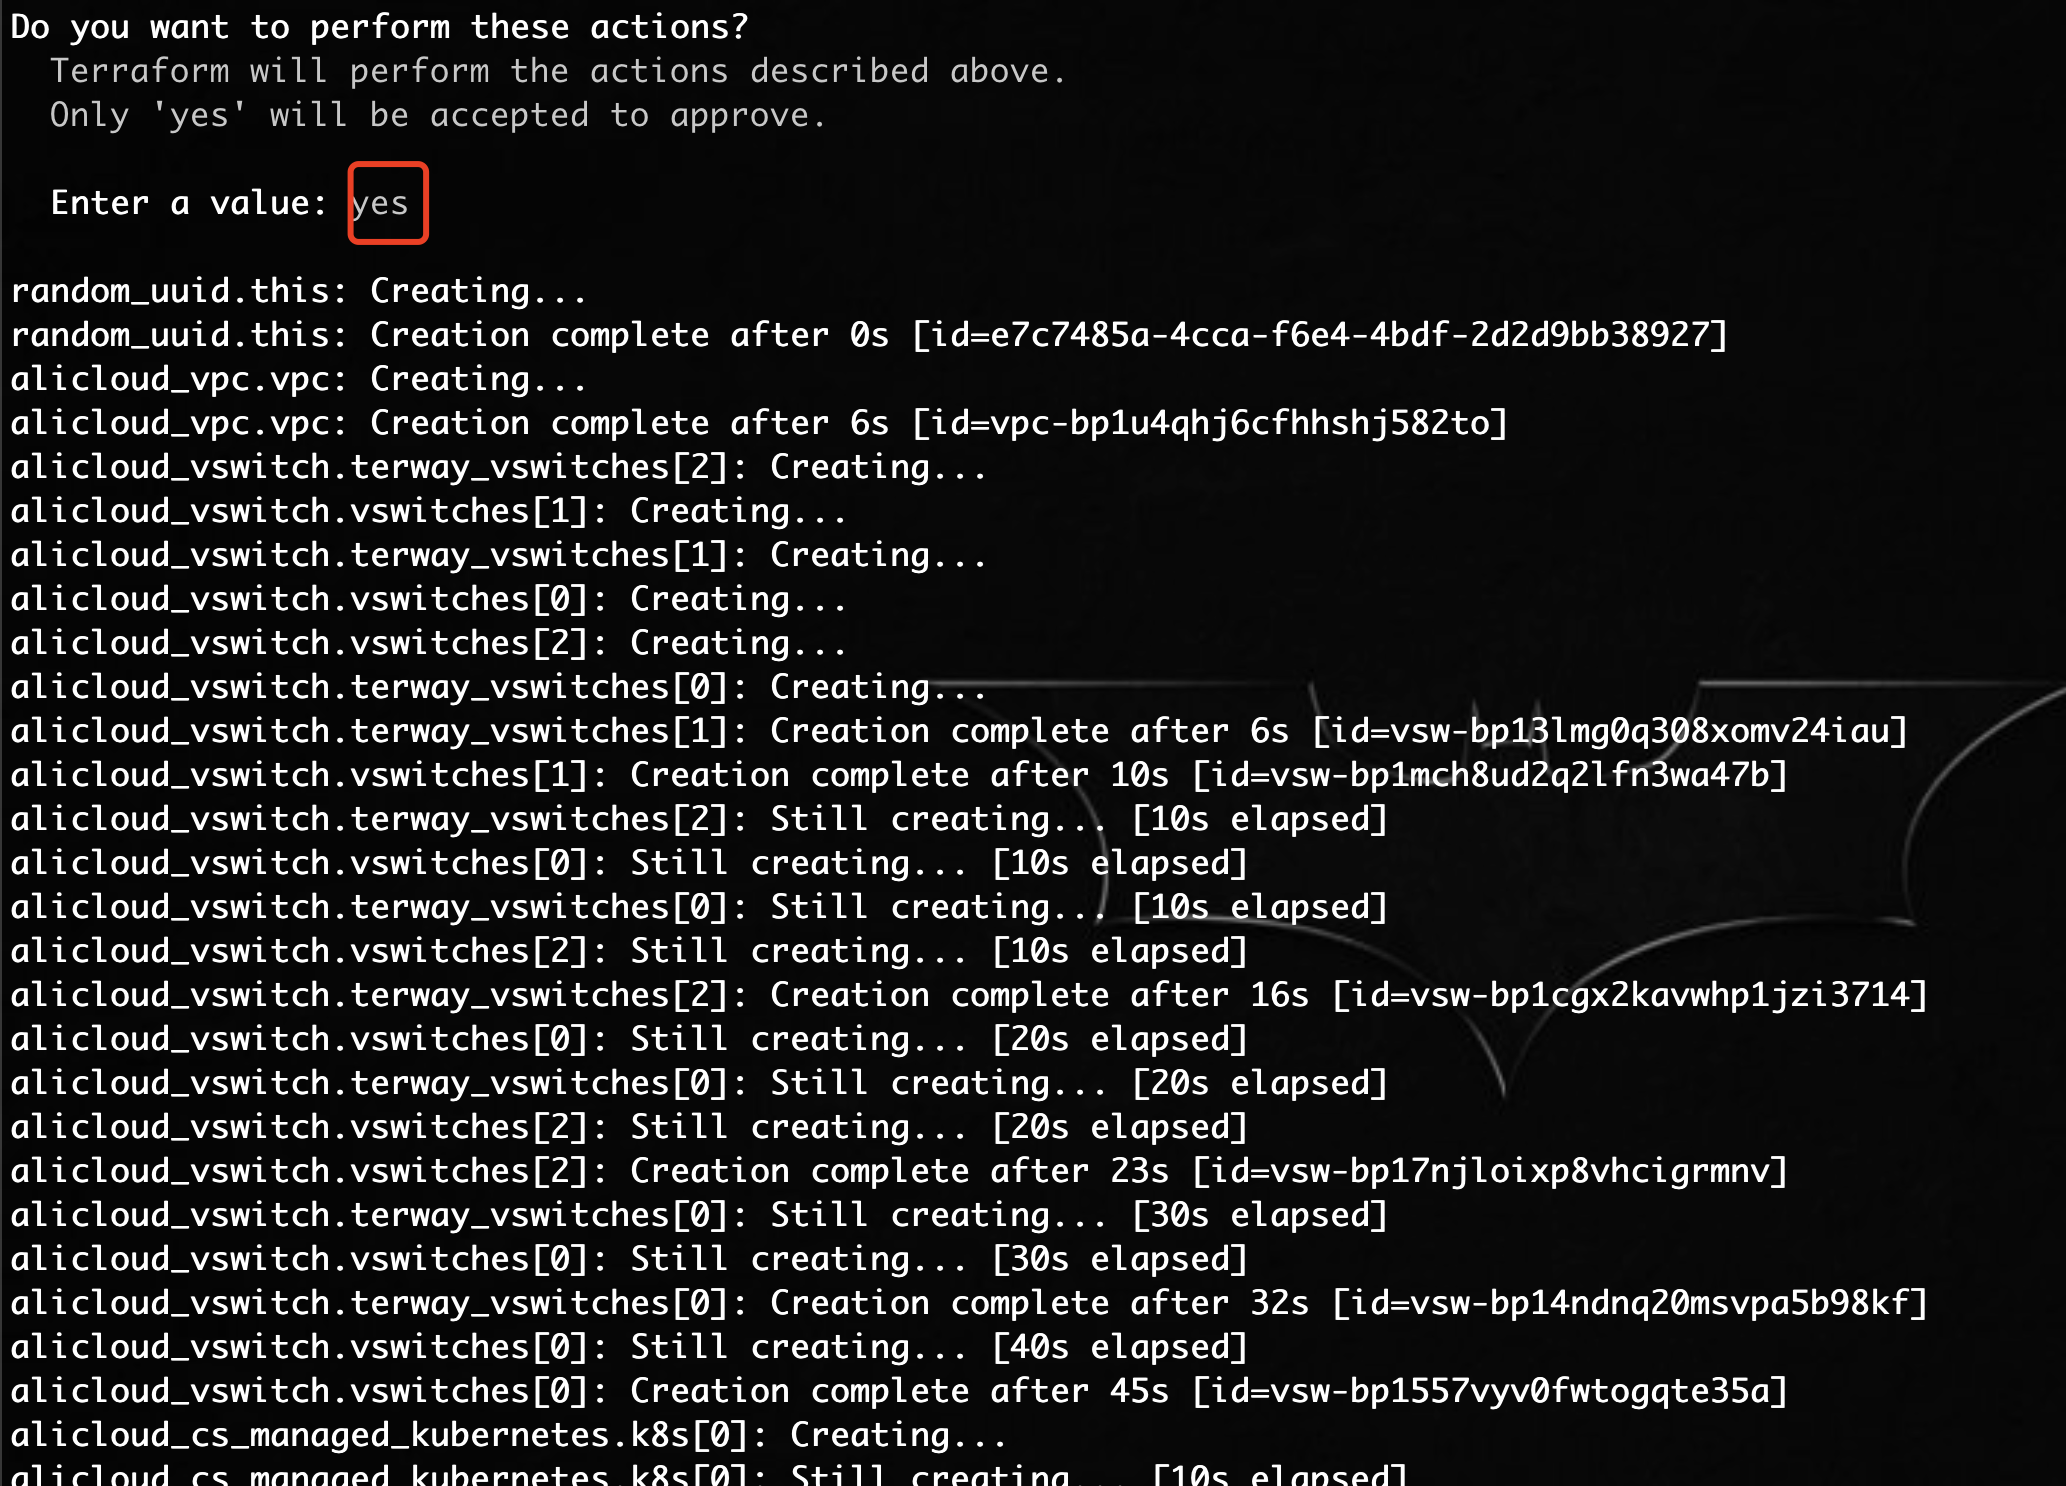 Do you want to perform these actions?
Terraform will perform the actions described above.
Only 'yes' will be accepted to approve.
Enter a value: yes
random_uuid.this: Creating...
random_uuid.this: Creation complete after 0s [id=e7c7485a-4cca-f6e4-4bdf-2d2d9bb38927]
alicloud_vpc.vpc: Creating...
alicloud_vpc.vpc: Creation complete after 6s [id=vpc-bp1u4qhj6cfhhshj582to]
alicloud_vswitch.terway_vswitches[2]: Creating...
alicloud_vswitch.vswitches[1]: Creating...
alicloud_vswitch.terway_vswitches[1]: Creating...
alicloud_vswitch.vswitches[0]: Creating...
alicloud_vswitch.vswitches[2]: Creating...
alicloud_vswitch.terway_vswitches[0]: Creating...
alicloud_vswitch.terway_vswitches[1]: Creation complete after 6s [id=vsw-bp13lmg0q308xomv24iau]
alicloud_vswitch.vswitches[1]: Creation complete after 10s [id=vsw-bp1mch8ud2q2lfn3wa47b]
alicloud_vswitch.terway_vswitches[2]: Still creating... [10s elapsed]
alicloud_vswitch.vswitches[0]: Still creating... [10s elapsed]
alicloud_vswitch.terway_vswitches[0]: Still creating... [10s elapsed]
alicloud_vswitch.vswitches[2]: Still creating... [10s elapsed]
alicloud_vswitch.terway_vswitches[2]: Creation complete after 16s [id=vsw-bp1cgx2kavwhp1jzi3714]
alicloud_vswitch.vswitches[0]: Still creating... [20s elapsed]
alicloud_vswitch.terway_vswitches[0]: Still creating... [20s elapsed]
alicloud_vswitch.vswitches[2]: Still creating... [20s elapsed]
alicloud_vswitch.vswitches[2]: Creation complete after 23s [id=vsw-bp17njloixp8vhcigrmnv]
alicloud_vswitch.terway_vswitches[0]: Still creating... [30s elapsed]
alicloud_vswitch.vswitches[0]: Still creating... [30s elapsed]
alicloud_vswitch.terway_vswitches[0]: Creation complete after 32s [id=vsw-bp14ndnq20msvpa5b98kf]
alicloud_vswitch.vswitches[0]: Still creating... [40s elapsed]
alicloud_vswitch.vswitches[0]: Creation complete after 45s [id=vsw-bp1557vyv0fwtogqte35a]
alicloud_cs_managed_kubernetes.k8s[0]: Creating...
alicloud_cs_managed_kubernetes.k8s[0]: Still creating... [10s elapsed]